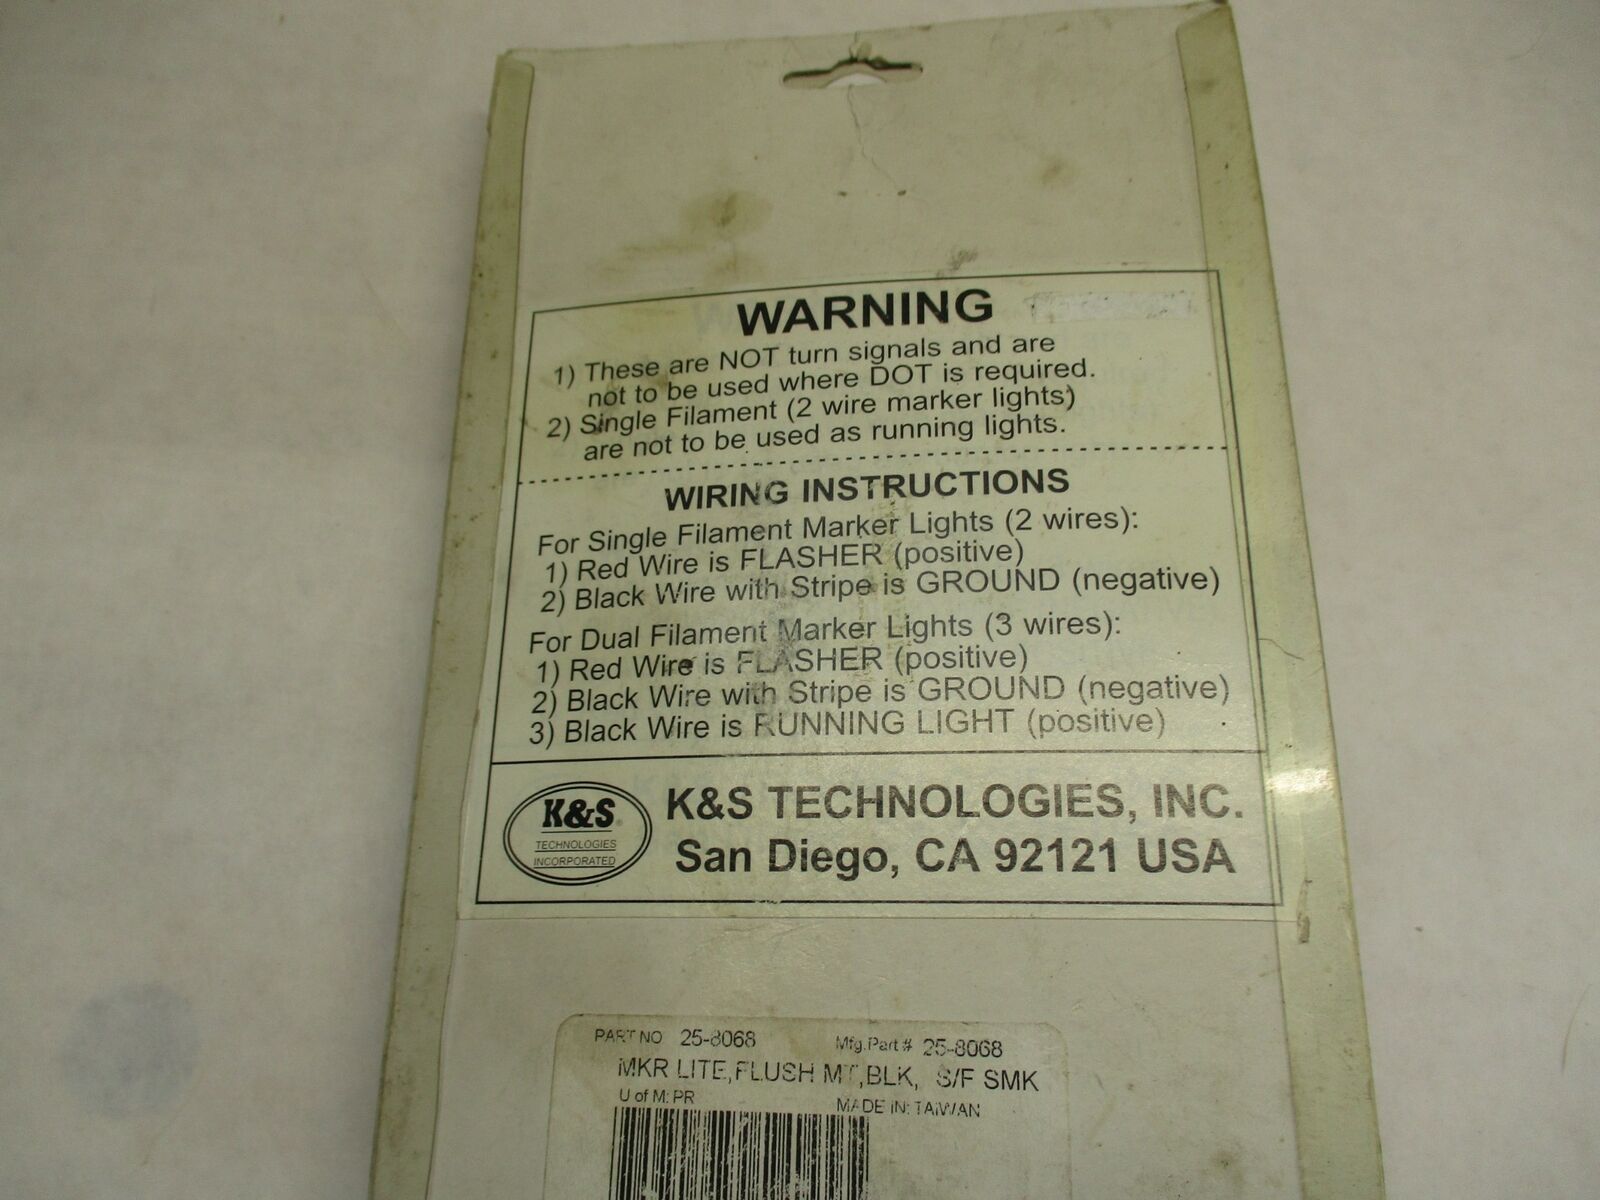 WARNING
1) These are NOT turn signals and are
not to be used where DOT is required.
2) Single Filament (2 wire marker lights)
are not to be used as running lights.
WIRING INSTRUCTIONS
For Single Filament Marker Lights (2 wires):
1) Red Wire is FLASHER (positive)
2) Black Wire with Stripe is GROUND (negative)
For Dual Filament Marker Lights (3 wires):
1) Red Wire is FLASHER (positive)
2) Black Wire with Stripe is GROUND (negative)
3) Black Wire is RUNNING LIGHT (positive)
K&S®
TECHNOLOGIES
INCORPORATED
K&S TECHNOLOGIES, INC.
San Diego, CA 92121 USA
PART NO 25-8068 Mfg.Part # 25-8068
MKR LITE,FLUSH MT,BLK, S/F SMK
U of M: PR MADE IN: TAIWAN